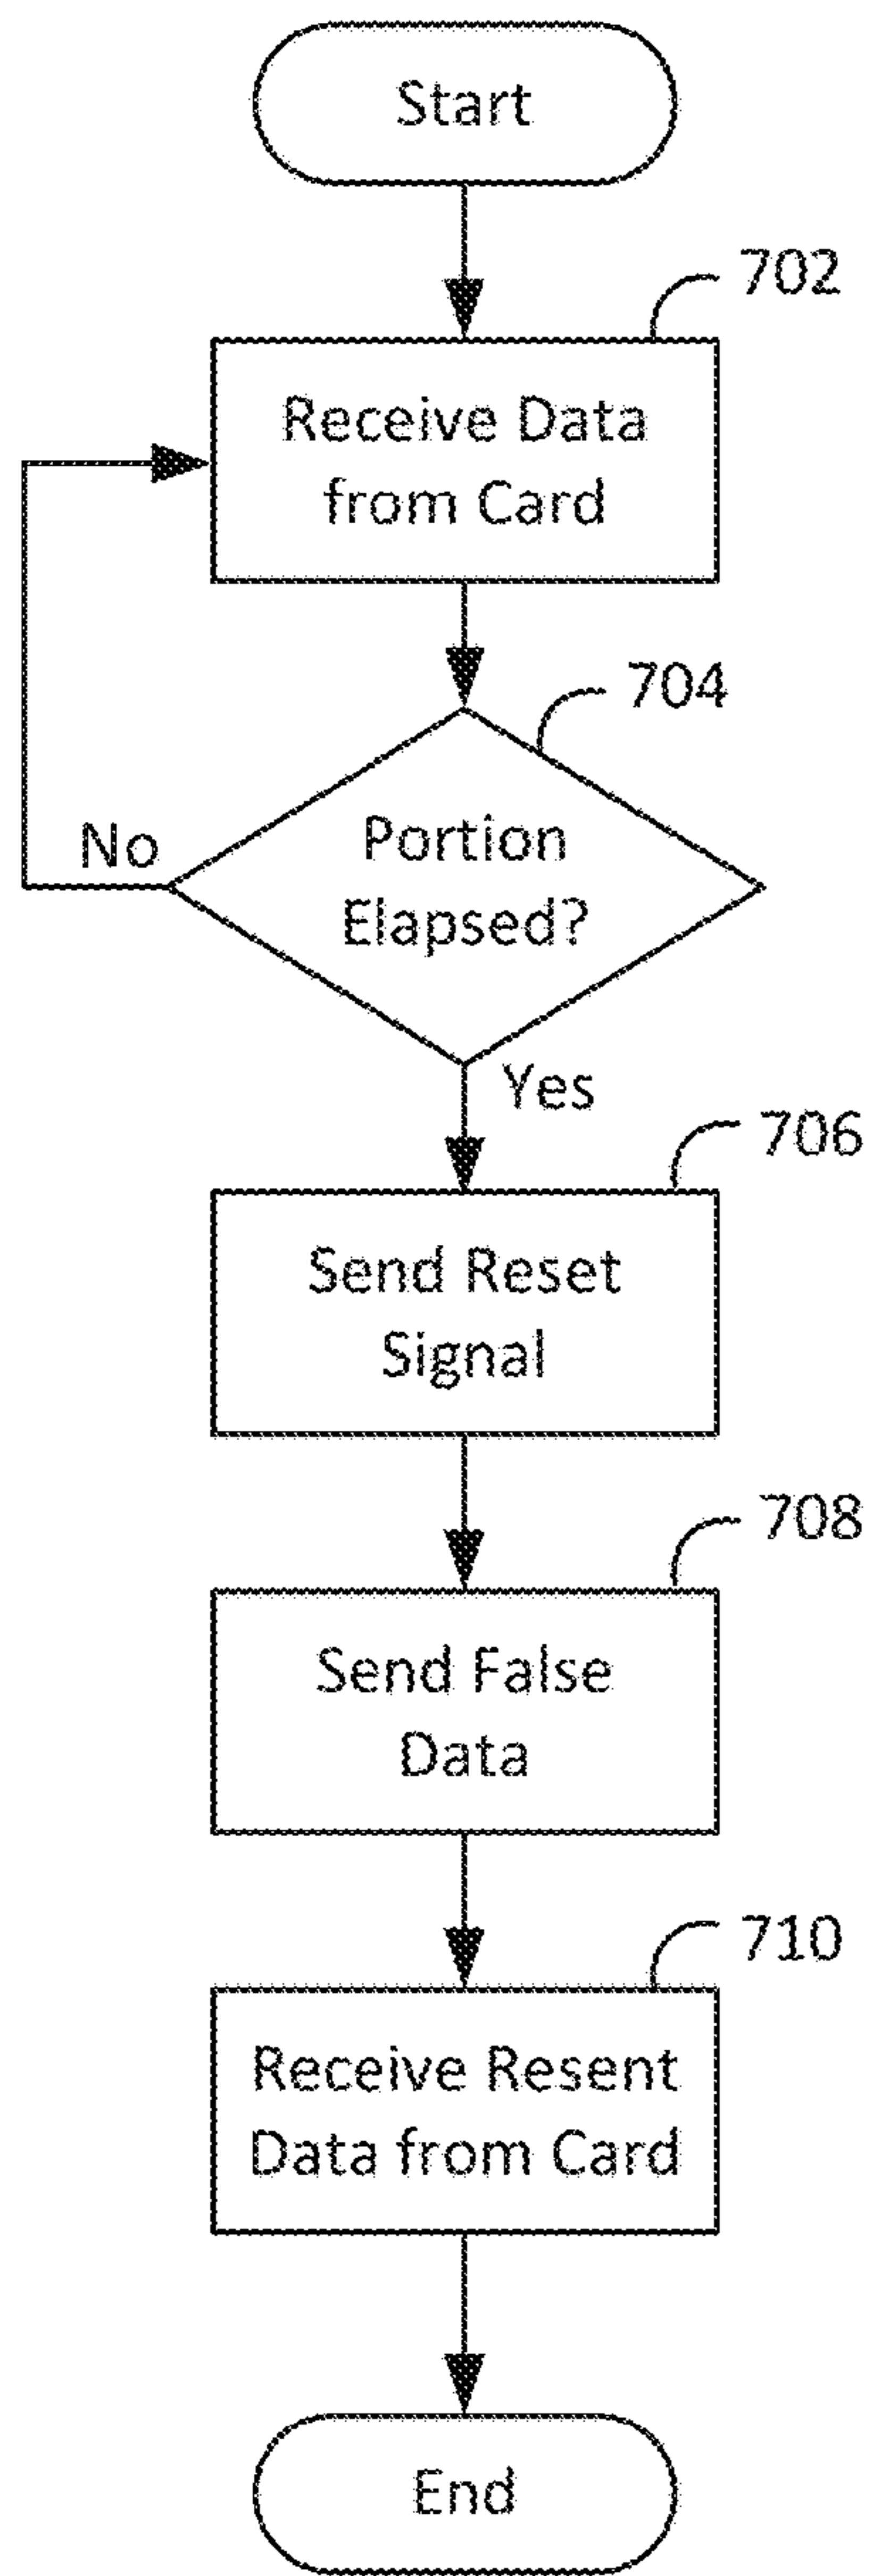 Start
702
Receive Data
from Card
704
Portion
Elapsed?
No
Yes
706
Send Reset
Signal
708
Send False
Data
710
Receive Resent
Data from Card
End